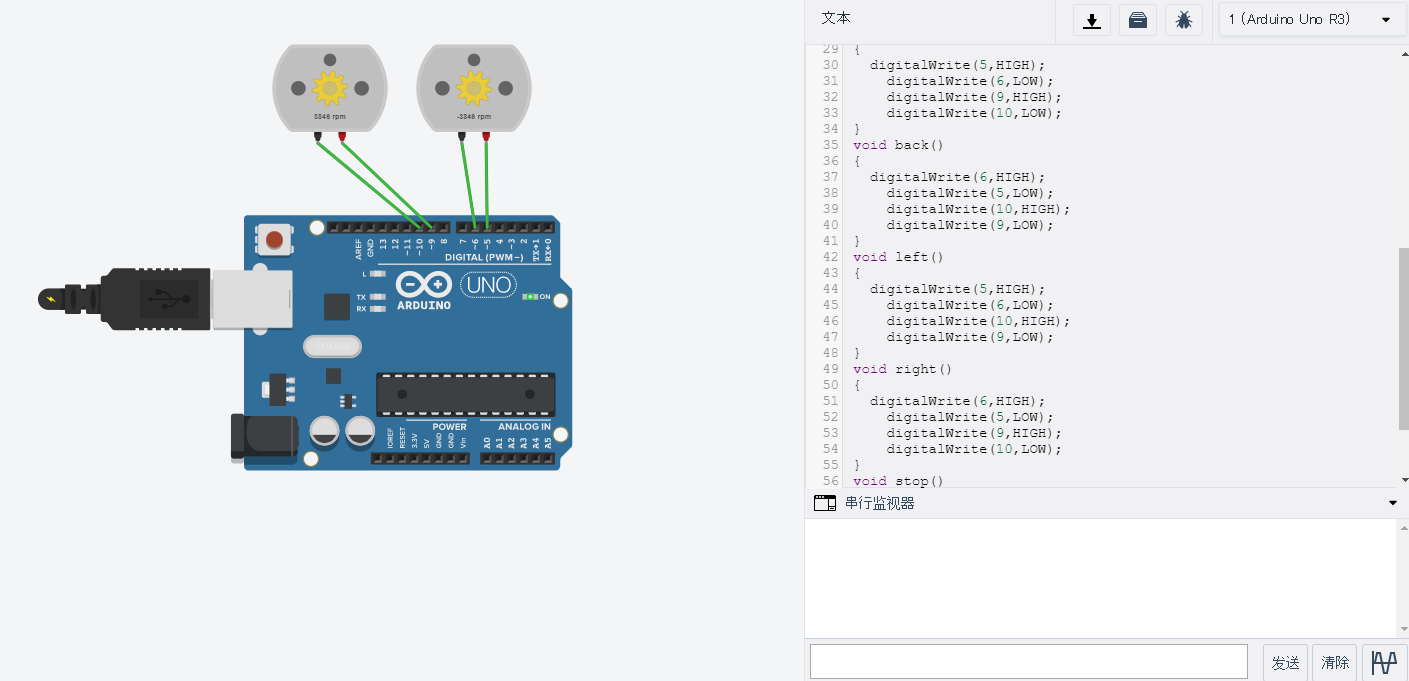 文本
1 (Arduino Uno R3)
29 {
30 digitalWrite(5,HIGH);
31 digitalWrite(6,LOW);
32 digitalWrite(9,HIGH);
33 digitalWrite(10,LOW);
34 }
35 void back()
36 {
37 digitalWrite(6,HIGH);
38 digitalWrite(5,LOW);
39 digitalWrite(10,HIGH);
40 digitalWrite(9,LOW);
41 }
42 void left()
43 {
44 digitalWrite(5,HIGH);
45 digitalWrite(6,LOW);
46 digitalWrite(10,HIGH);
47 digitalWrite(9,LOW);
48 }
49 void right()
50 {
51 digitalWrite(6,HIGH);
52 digitalWrite(5,LOW);
53 digitalWrite(9,HIGH);
54 digitalWrite(10,LOW);
55 }
56 void stop()
串行监视器
发送
清除
3346 rpm
-3346 rpm
AREF
GND
13
12
~11
~10
~9
8
7
~6
~5
4
~3
2
TX→1
RX←0
DIGITAL (PWM~)
L
TX
RX
ARDUINO
UNO
ON
POWER
ANALOG IN
IOREF
RESET
3.3V
5V
GND
GND
Vin
A0
A1
A2
A3
A4
A5